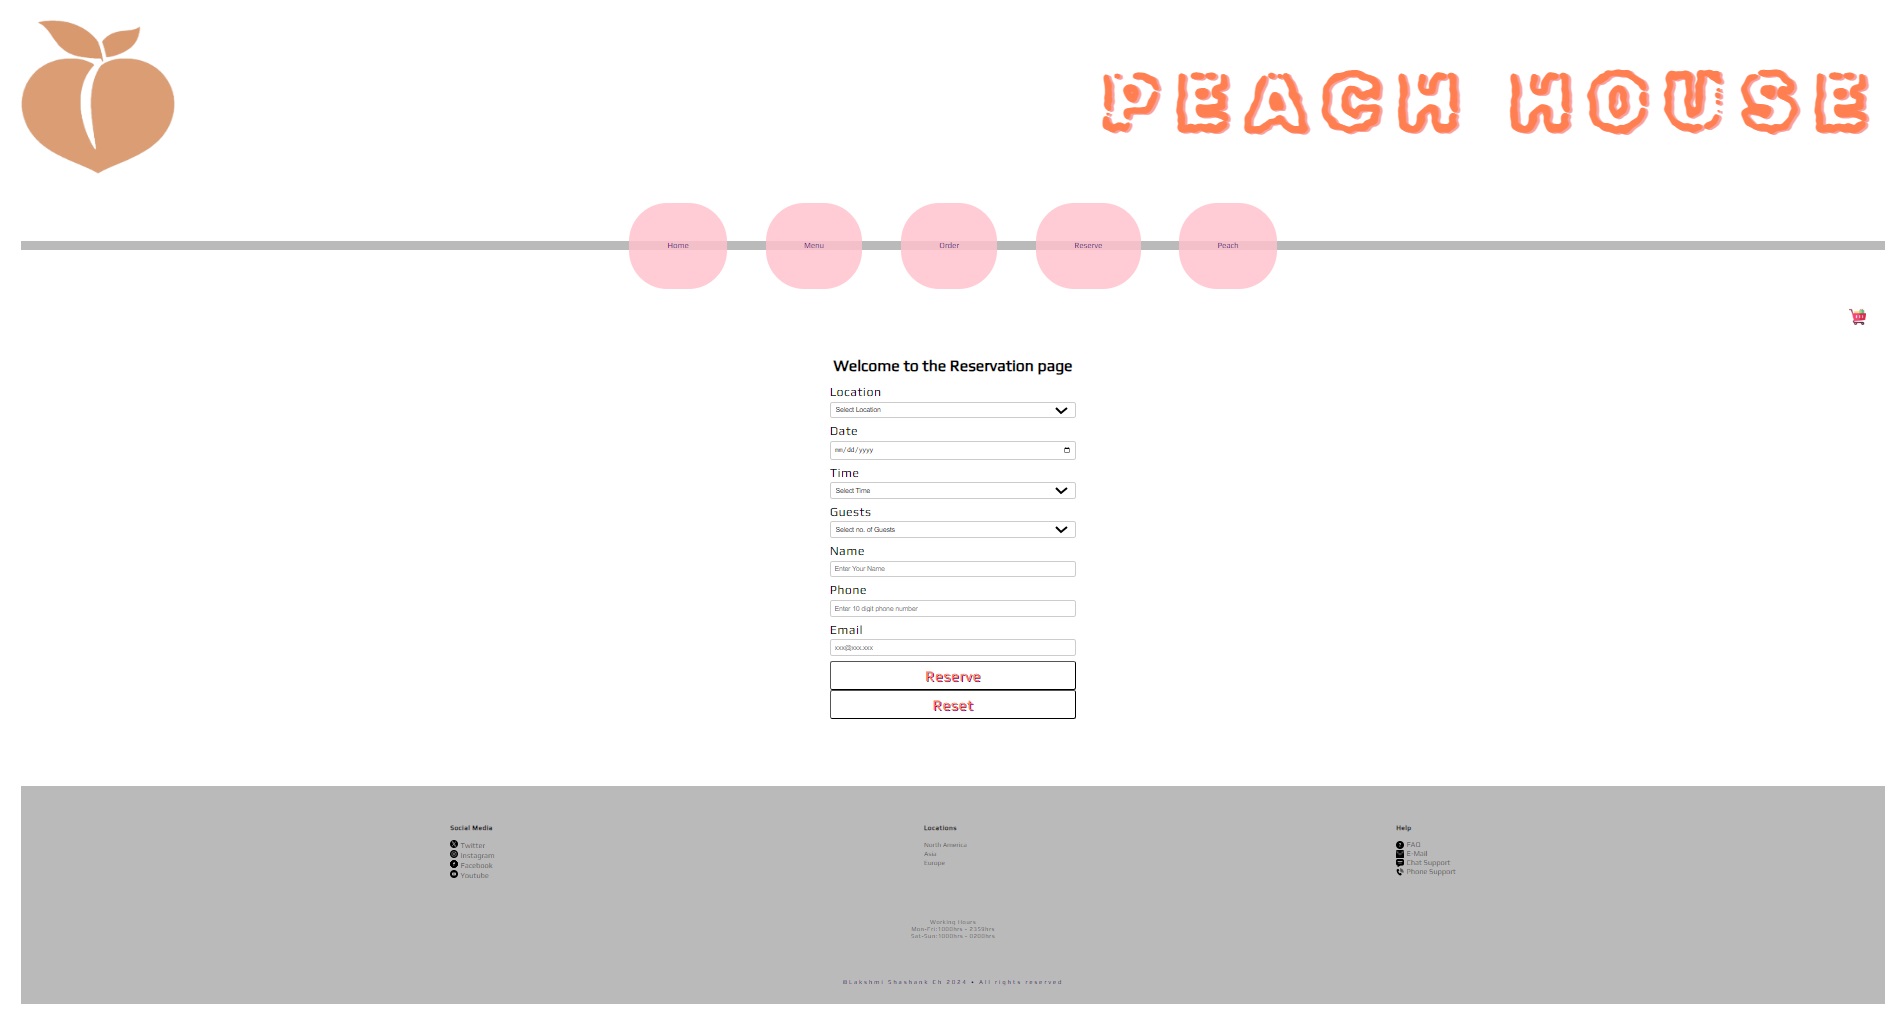 PEACH HOUSE
Home Menu Order Reserve Peach
Welcome to the Reservation page
Location
Select Location
Date
mm/dd/yyyy
Time
Select Time
Guests
Select no. of Guests
Name
Enter Your Name
Phone
Enter 10 digit phone number
Email
xxx@xxx.xxx
Reserve
Reset
Social Media
Twitter
Instagram
Facebook
Youtube
Locations
North America
Asia
Europe
Help
FAQ
E-Mail
Chat Support
Phone Support
Working Hours
Mon-Fri:1000hrs - 2359hrs
Sat-Sun:1000hrs - 0200hrs
©Lakshmi Shashank Ch 2024 • All rights reserved